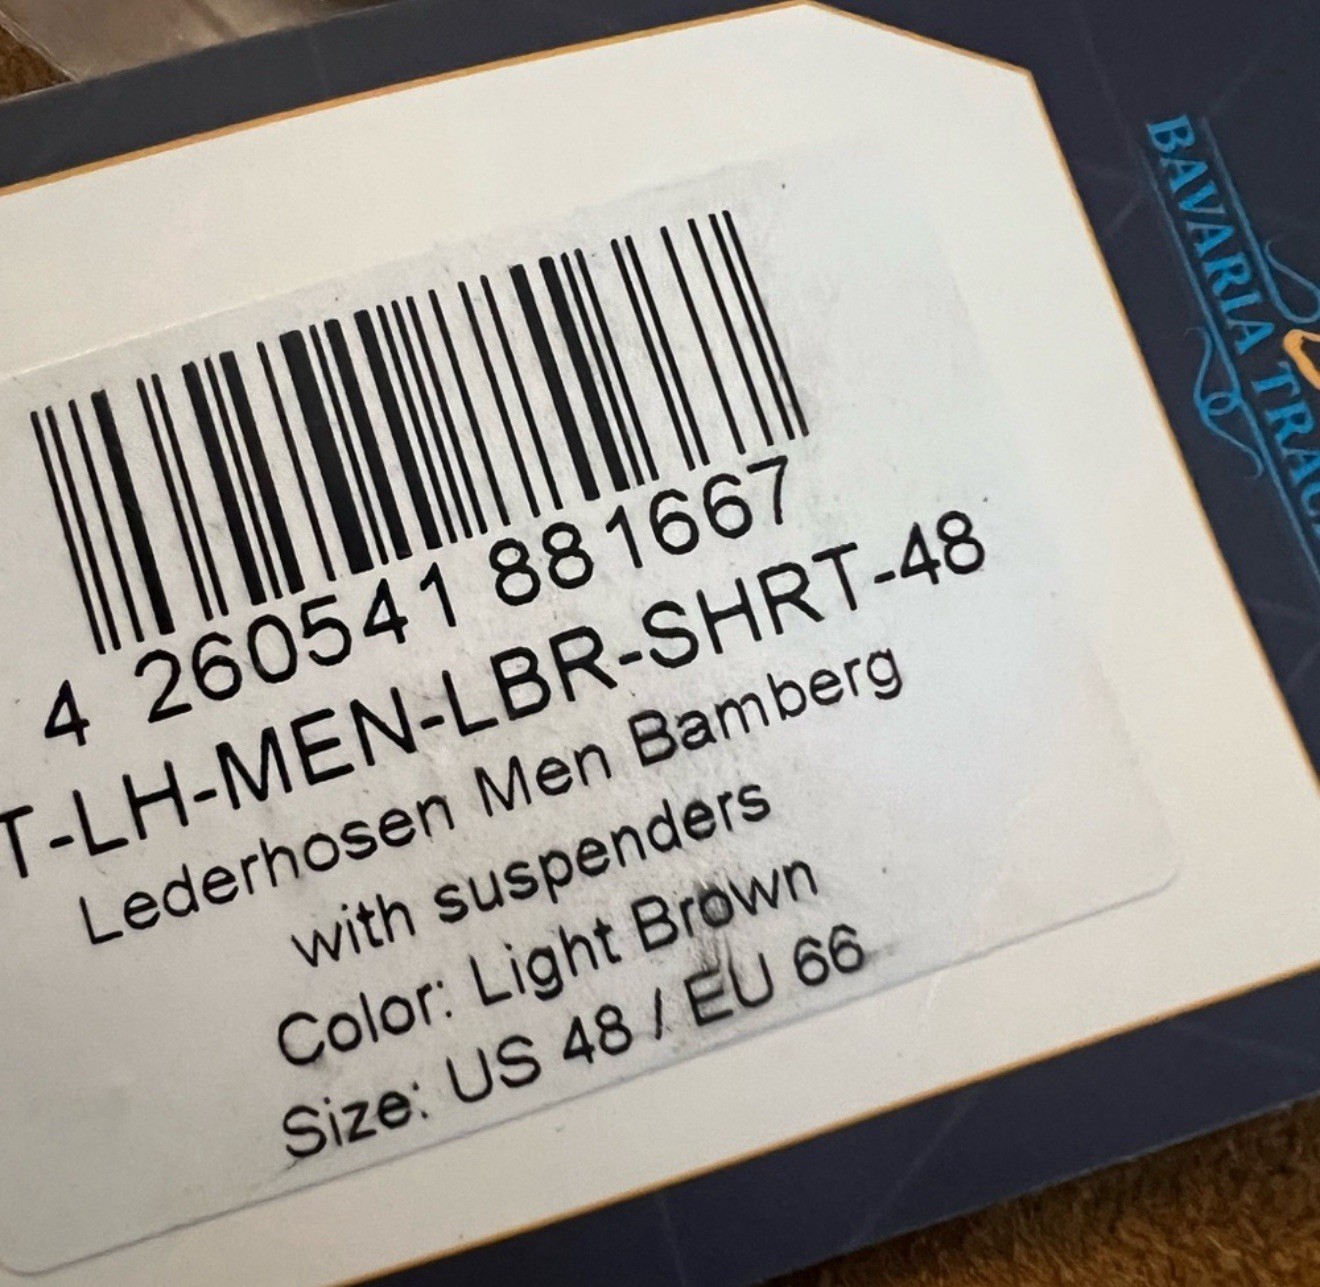 4 260541 881667
T-LH-MEN-LBR-SHRT-48
Lederhosen Men Bamberg
with suspenders
Color: Light Brown
Size: US 48 / EU 66
BAVARIA